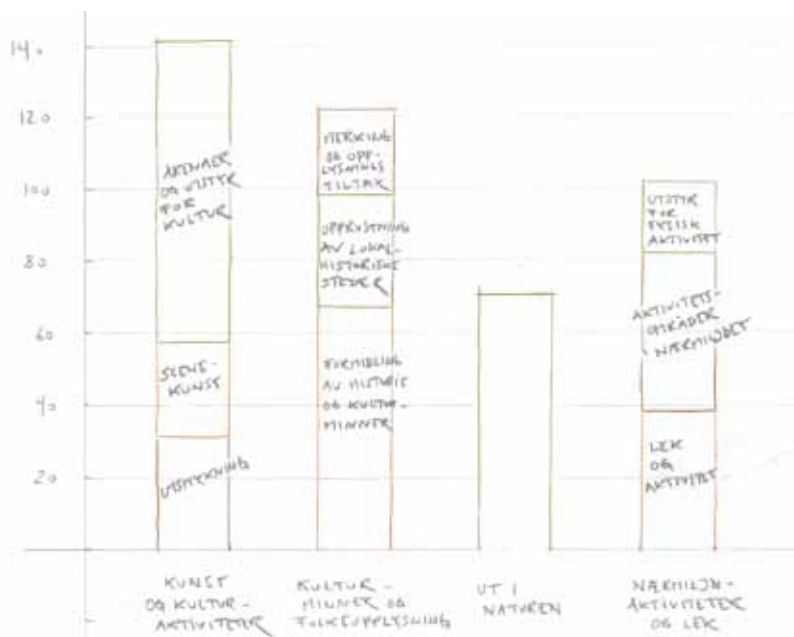 140
120
100
80
60
40
20
ARENAER
OG UTSTYR
FOR
KULTUR
SCENE-
KUNST
UTSMYKNING
MERKING
OG OPP-
LYSNINGS
TILTAK
OPPRUSTNING
AV LOKAL-
HISTORISKE
STEDER
FORMIDLING
AV HISTORIE
OG KULTUR-
MINNER
UTSTYR
FOR
FYSISK
AKTIVITET
AKTIVITETS-
OMRÅDER
NÆRMILJØET
LEK
OG
AKTIVITET
KUNST
OG KULTUR-
AKTIVITETER
KULTUR-
MINNER OG
FOLKEOPPLYSNING
UT I
NATUREN
NÆRMILJØ-
AKTIVITETER
OG LEK